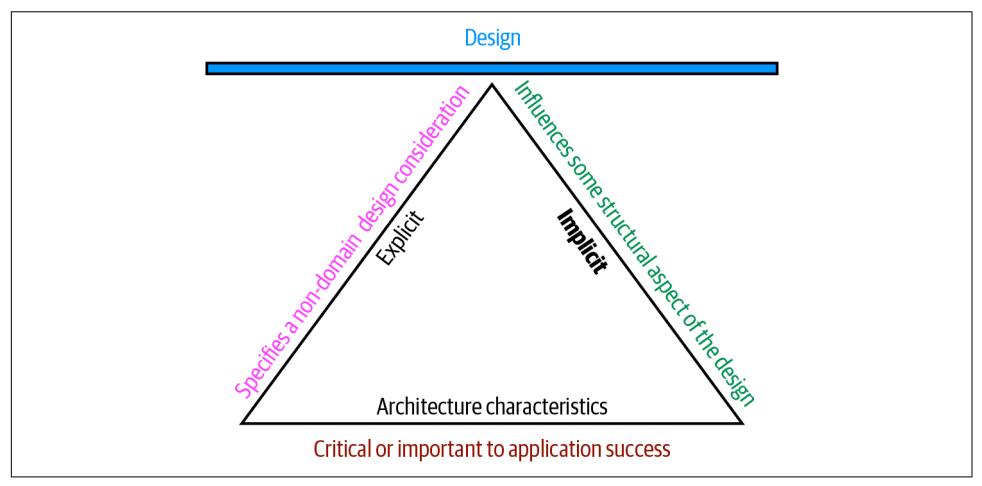 Design
Specifies a non-domain design consideration
Influences some structural aspect of the design
Explicit
Implicit
Architecture characteristics
Critical or important to application success